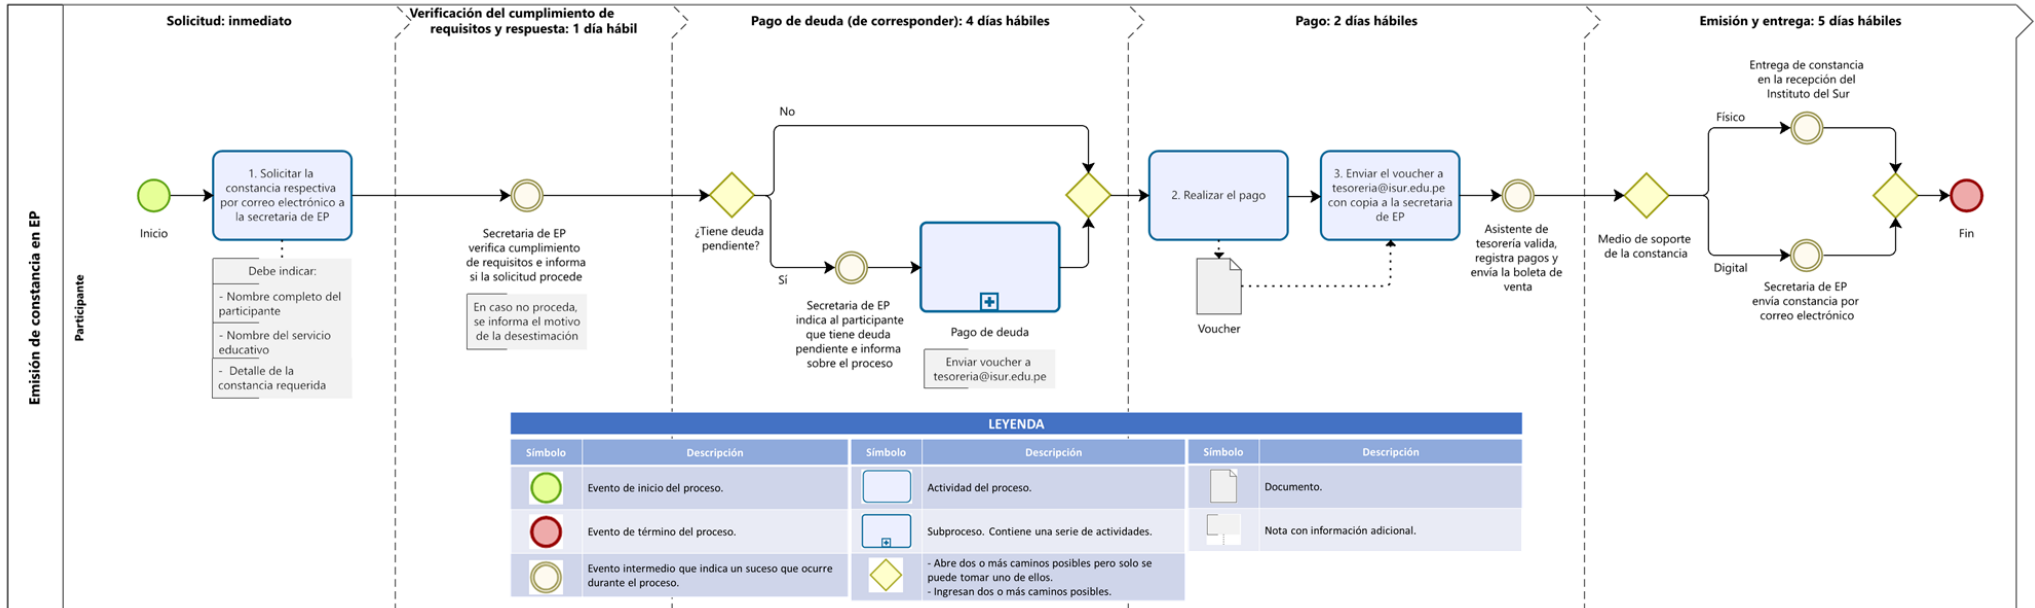 Solicitud: inmediato
Verificación del cumplimiento de
requisitos y respuesta: 1 día hábil
Pago de deuda (de corresponder): 4 días hábiles
Pago: 2 días hábiles
Emisión y entrega: 5 días hábiles
Emisión de constancia en EP
Participante
Inicio
1. Solicitar la
constancia respectiva
por correo electrónico a
la secretaria de EP
Debe indicar:
- Nombre completo del
participante
- Nombre del servicio
educativo
- Detalle de la
constancia requerida
Secretaria de EP
verifica cumplimiento
de requisitos e informa
si la solicitud procede
En caso no proceda,
se informa el motivo
de la desestimación
¿Tiene deuda
pendiente?
No
Sí
Secretaria de EP
indica al participante
que tiene deuda
pendiente e informa
sobre el proceso
Pago de deuda
Enviar voucher a
tesoreria@isur.edu.pe
2. Realizar el pago
Voucher
3. Enviar el voucher a
tesoreria@isur.edu.pe
con copia a la secretaria
de EP
Asistente de
tesorería valida,
registra pagos y
envía la boleta de
venta
Medio de soporte
de la constancia
Físico
Digital
Entrega de constancia
en la recepción del
Instituto del Sur
Secretaria de EP
envía constancia por
correo electrónico
Fin
LEYENDA
Símbolo
Descripción
Símbolo
Descripción
Símbolo
Descripción
Evento de inicio del proceso.
Actividad del proceso.
Documento.
Evento de término del proceso.
Subproceso. Contiene una serie de actividades.
Nota con información adicional.
Evento intermedio que indica un suceso que ocurre
durante el proceso.
- Abre dos o más caminos posibles pero solo se
puede tomar uno de ellos.
- Ingresan dos o más caminos posibles.